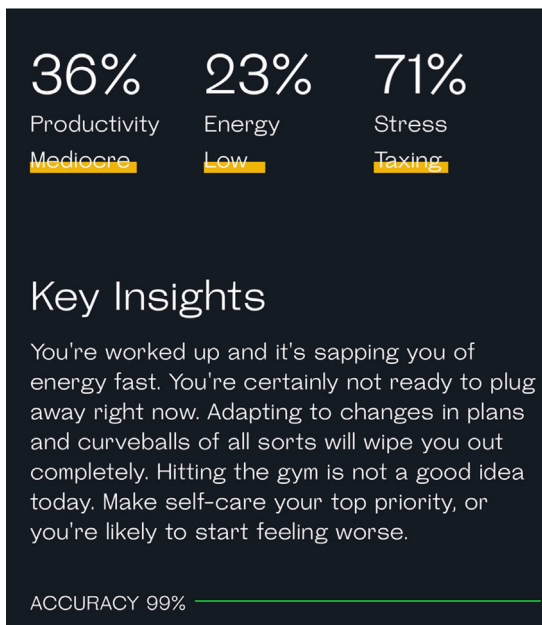 36% 23% 71%
Productivity Energy Stress
Mediocre Low Taxing
Key Insights
You're worked up and it's sapping you of
energy fast. You're certainly not ready to plug
away right now. Adapting to changes in plans
and curveballs of all sorts will wipe you out
completely. Hitting the gym is not a good idea
today. Make self-care your top priority, or
you're likely to start feeling worse.
ACCURACY 99%